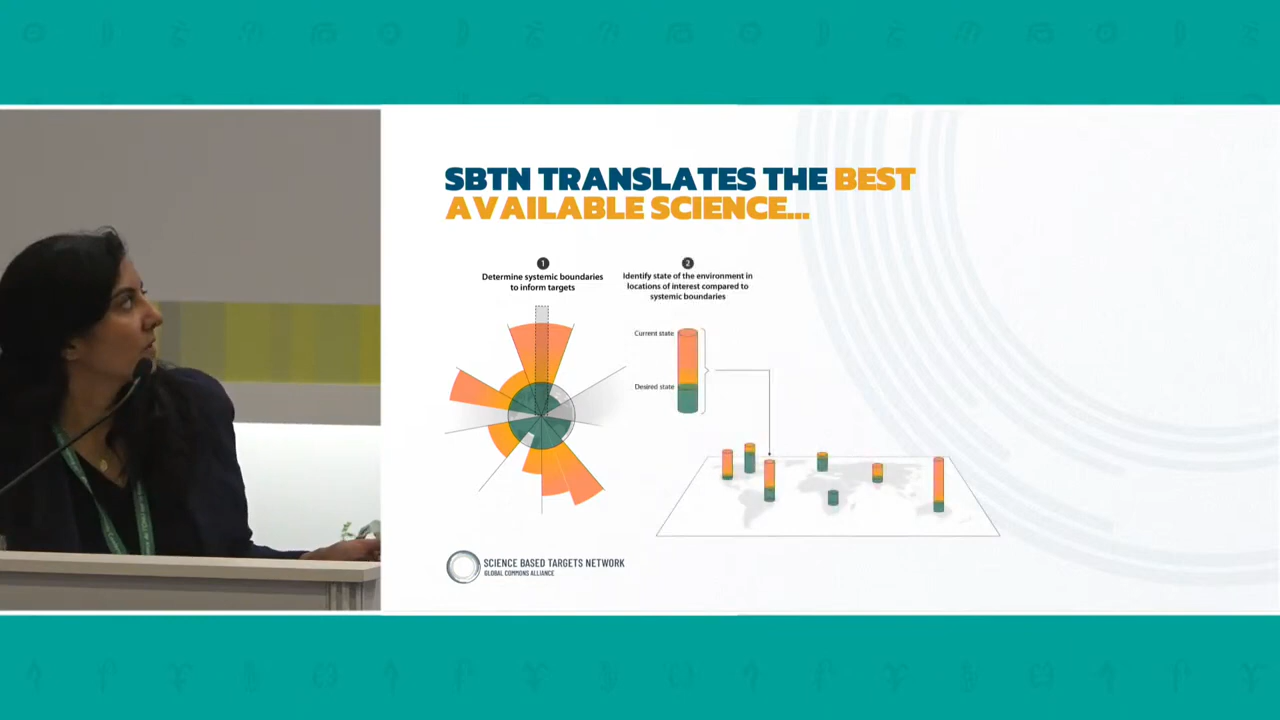 SBTN TRANSLATES THE BEST
AVAILABLE SCIENCE...
1
Determine systemic boundaries
to inform targets
2
Identify state of the environment in
locations of interest compared to
systemic boundaries
Current state
Desired state
SCIENCE BASED TARGETS NETWORK
GLOBAL COMMONS ALLIANCE